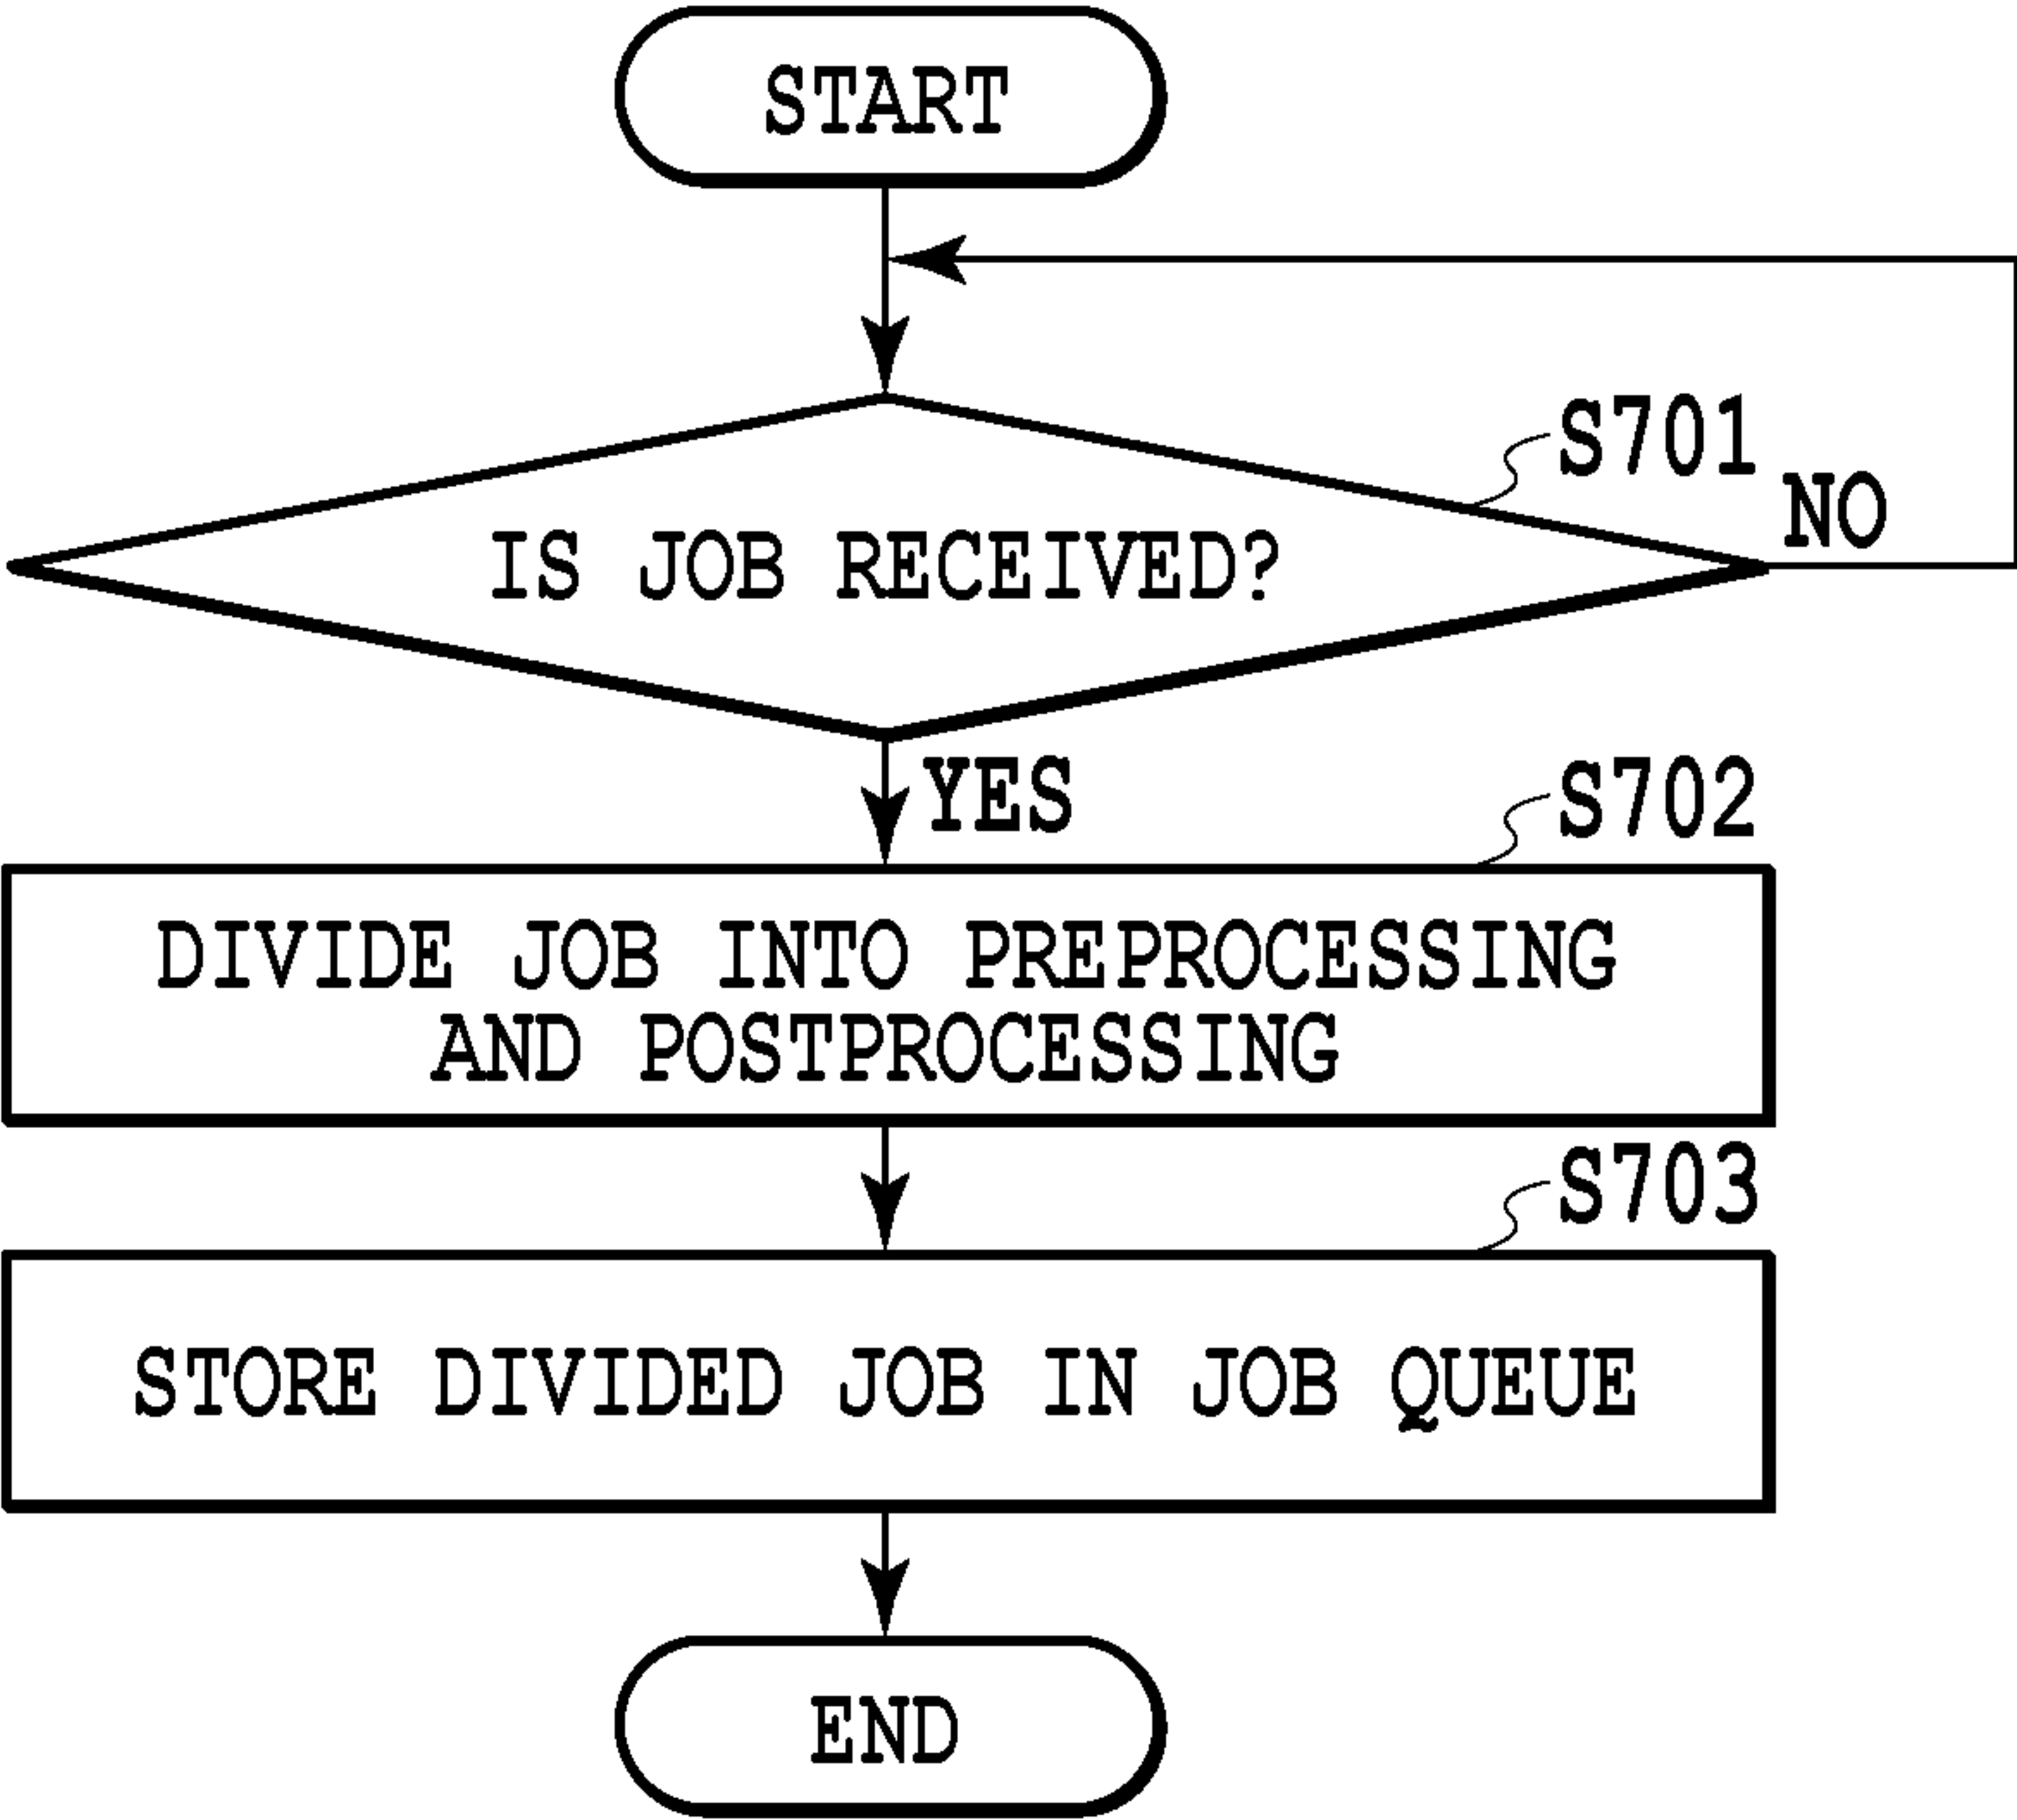 START
S701
NO
IS JOB RECEIVED?
YES
S702
DIVIDE JOB INTO PREPROCESSING
AND POSTPROCESSING
S703
STORE DIVIDED JOB IN JOB QUEUE
END